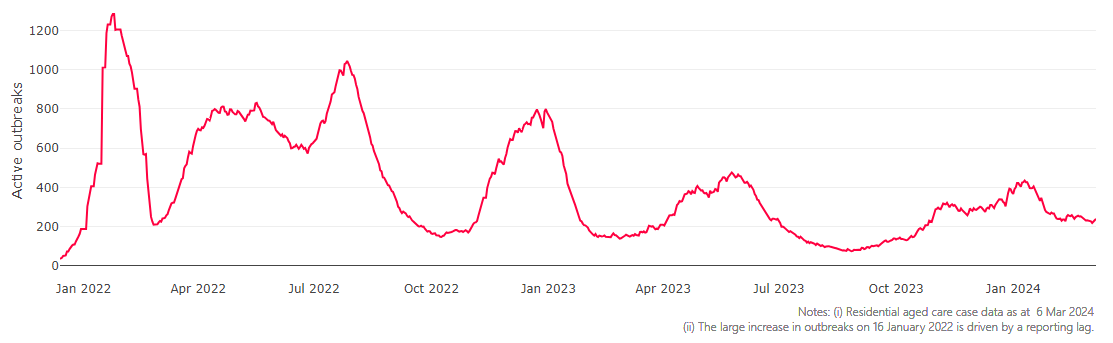 Active outbreaks
1200
1000
800
600
400
200
0
Jan 2022 Apr 2022 Jul 2022 Oct 2022 Jan 2023 Apr 2023 Jul 2023 Oct 2023 Jan 2024
Notes: (i) Residential aged care case data as at 6 Mar 2024
(ii) The large increase in outbreaks on 16 January 2022 is driven by a reporting lag.